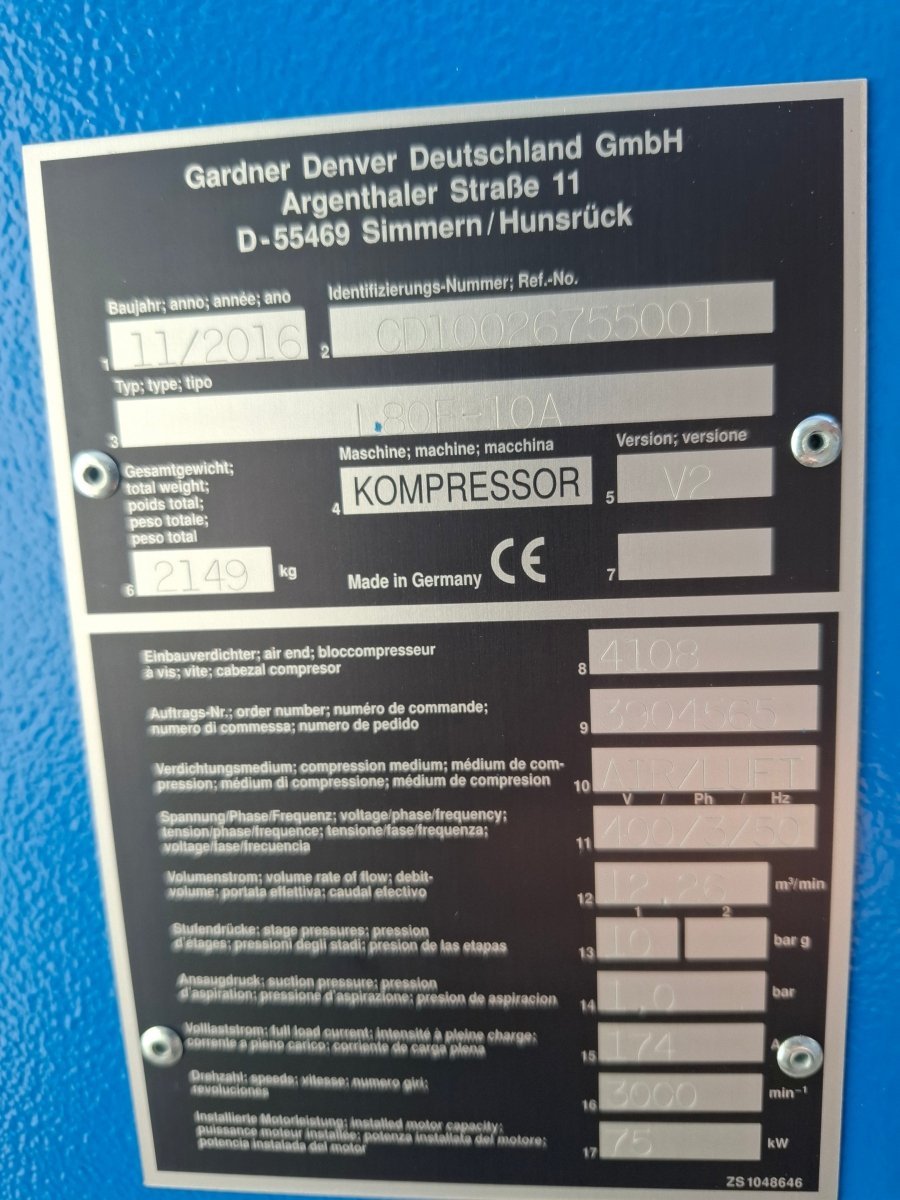 Gardner Denver Deutschland GmbH
Argenthaler Straße 11
D-55469 Simmern/Hunsrück
Baujahr; anno; année; ano
Identifizierungs-Nummer; Ref.-No.
1 11/2016
2 CD10026755001
Typ; type; tipo
3 L80E-10A
Gesamtgewicht;
total weight;
poids total;
peso totale;
peso total
6 2149 kg
Maschine; machine; macchina
4 KOMPRESSOR
Version; versione
5 V2
Made in Germany CE
7
Einbauverdichter; air end; bloccompresseur
à vis; vite; cabezal compresor
8 4108
Auftrags-Nr.; order number; numéro de commande;
numero di commessa; numero de pedido
9 3904565
Verdichtungsmedium; compression medium; médium de com-
pression; médium di compressione; médium de compresion
10 AIR/LUFT
Spannung/Phase/Frequenz; voltage/phase/frequency;
tension/phase/frequence; tensione/fase/frequenza;
voltage/fase/frecuencia
V / Ph / Hz
11 400/3/50
Volumenstrom; volume rate of flow; debit-
volume; portata effettiva; caudal efectivo
12 12,26 m³/min
Stufendrücke; stage pressures; pression
d'étages; pressioni degli stadi; presion de las etapas
1 2
13 10 bar g
Ansaugdruck; suction pressure; pression
d'aspiration; pressione d'aspirazione; presion de aspiracion
14 1,0 bar
Volllaststrom; full load current; intensité à pleine charge;
corrente a pieno carico; corriente de carga plena
15 174 A
Drehzahl; speeds; vitesse; numero giri;
revoluciones
16 3000 min⁻¹
Installierte Motorleistung; installed motor capacity;
puissance moteur installée; potenza installata del motore;
potencia instalada del motor
17 75 kW
ZS1048646